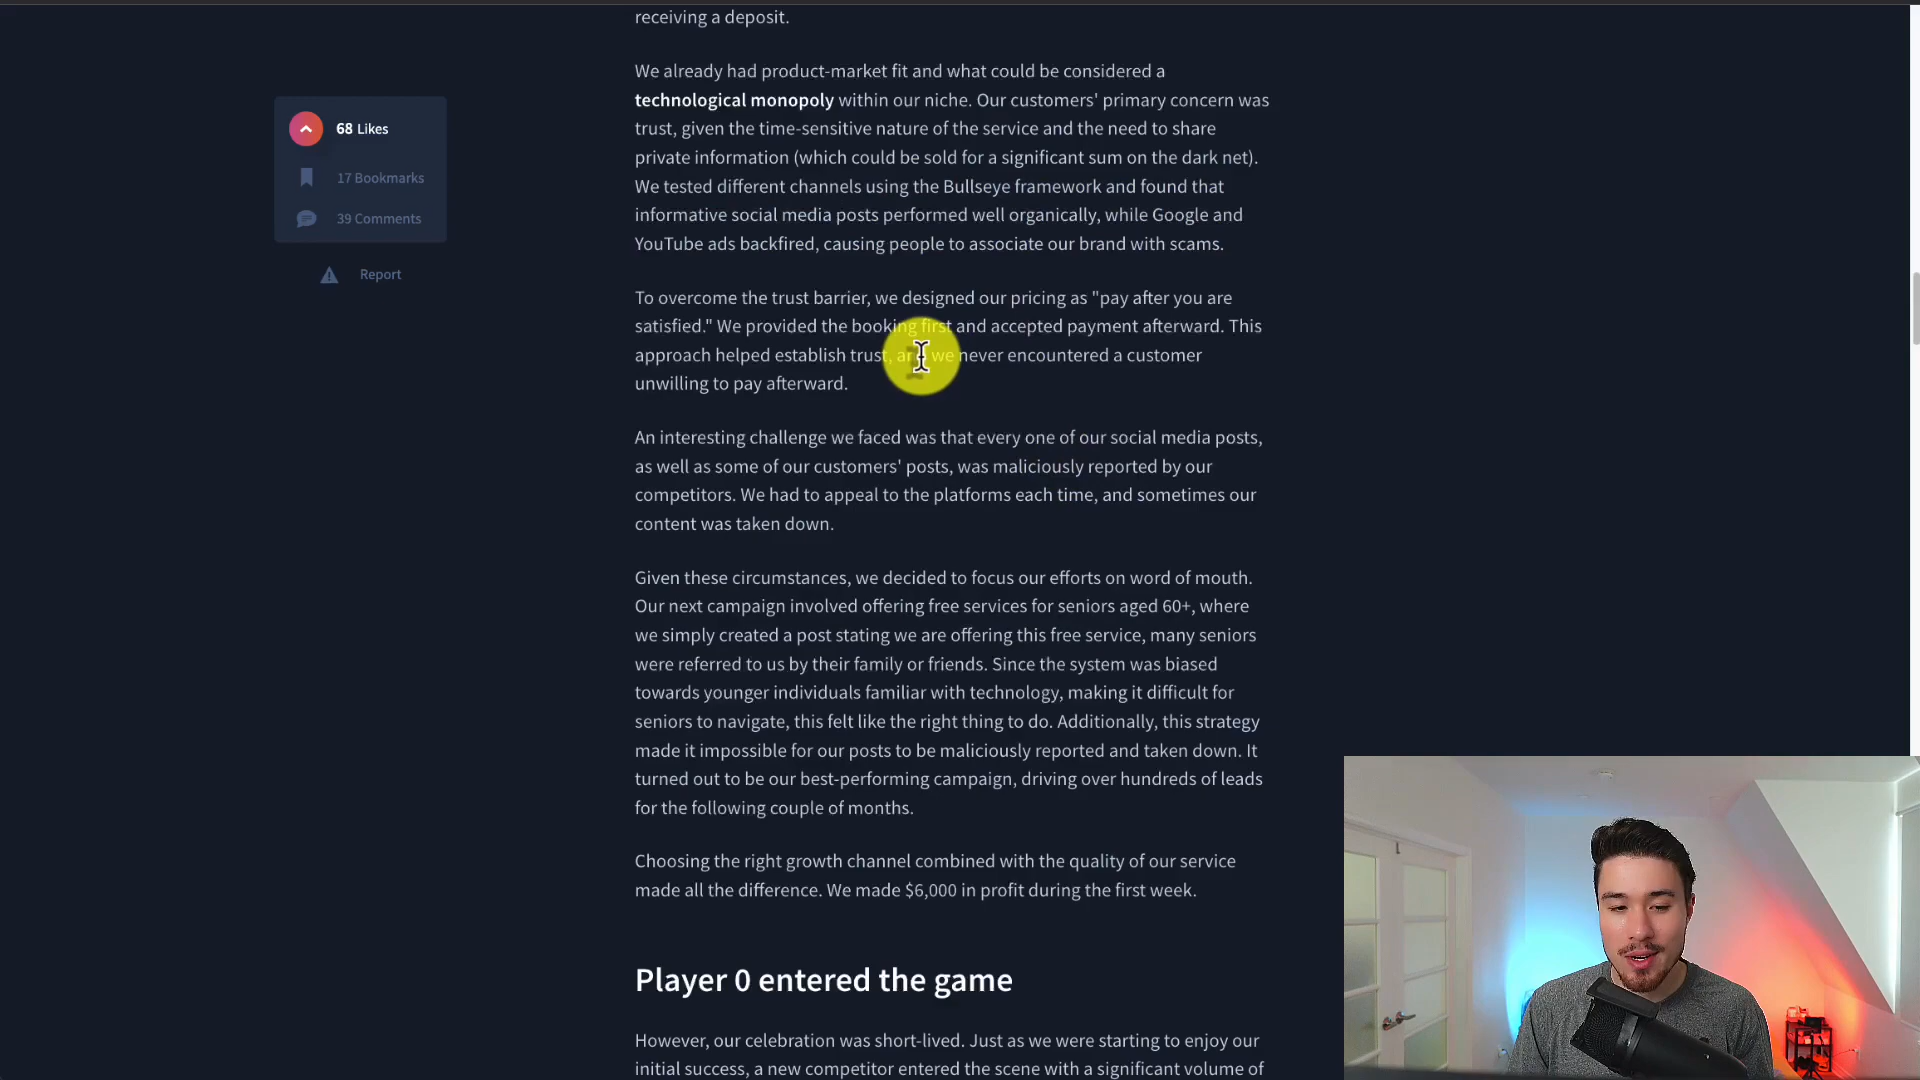 receiving a deposit.
We already had product-market fit and what could be considered a
technological monopoly within our niche. Our customers' primary concern was
trust, given the time-sensitive nature of the service and the need to share
private information (which could be sold for a significant sum on the dark net).
We tested different channels using the Bullseye framework and found that
informative social media posts performed well organically, while Google and
YouTube ads backfired, causing people to associate our brand with scams.
68 Likes
17 Bookmarks
39 Comments
Report
To overcome the trust barrier, we designed our pricing as "pay after you are
satisfied." We provided the booking first and accepted payment afterward. This
approach helped establish trust, and we never encountered a customer
unwilling to pay afterward.
An interesting challenge we faced was that every one of our social media posts,
as well as some of our customers' posts, was maliciously reported by our
competitors. We had to appeal to the platforms each time, and sometimes our
content was taken down.
Given these circumstances, we decided to focus our efforts on word of mouth.
Our next campaign involved offering free services for seniors aged 60+, where
we simply created a post stating we are offering this free service, many seniors
were referred to us by their family or friends. Since the system was biased
towards younger individuals familiar with technology, making it difficult for
seniors to navigate, this felt like the right thing to do. Additionally, this strategy
made it impossible for our posts to be maliciously reported and taken down. It
turned out to be our best-performing campaign, driving over hundreds of leads
for the following couple of months.
Choosing the right growth channel combined with the quality of our service
made all the difference. We made $6,000 in profit during the first week.
Player 0 entered the game
However, our celebration was short-lived. Just as we were starting to enjoy our
initial success, a new competitor entered the scene with a significant volume of